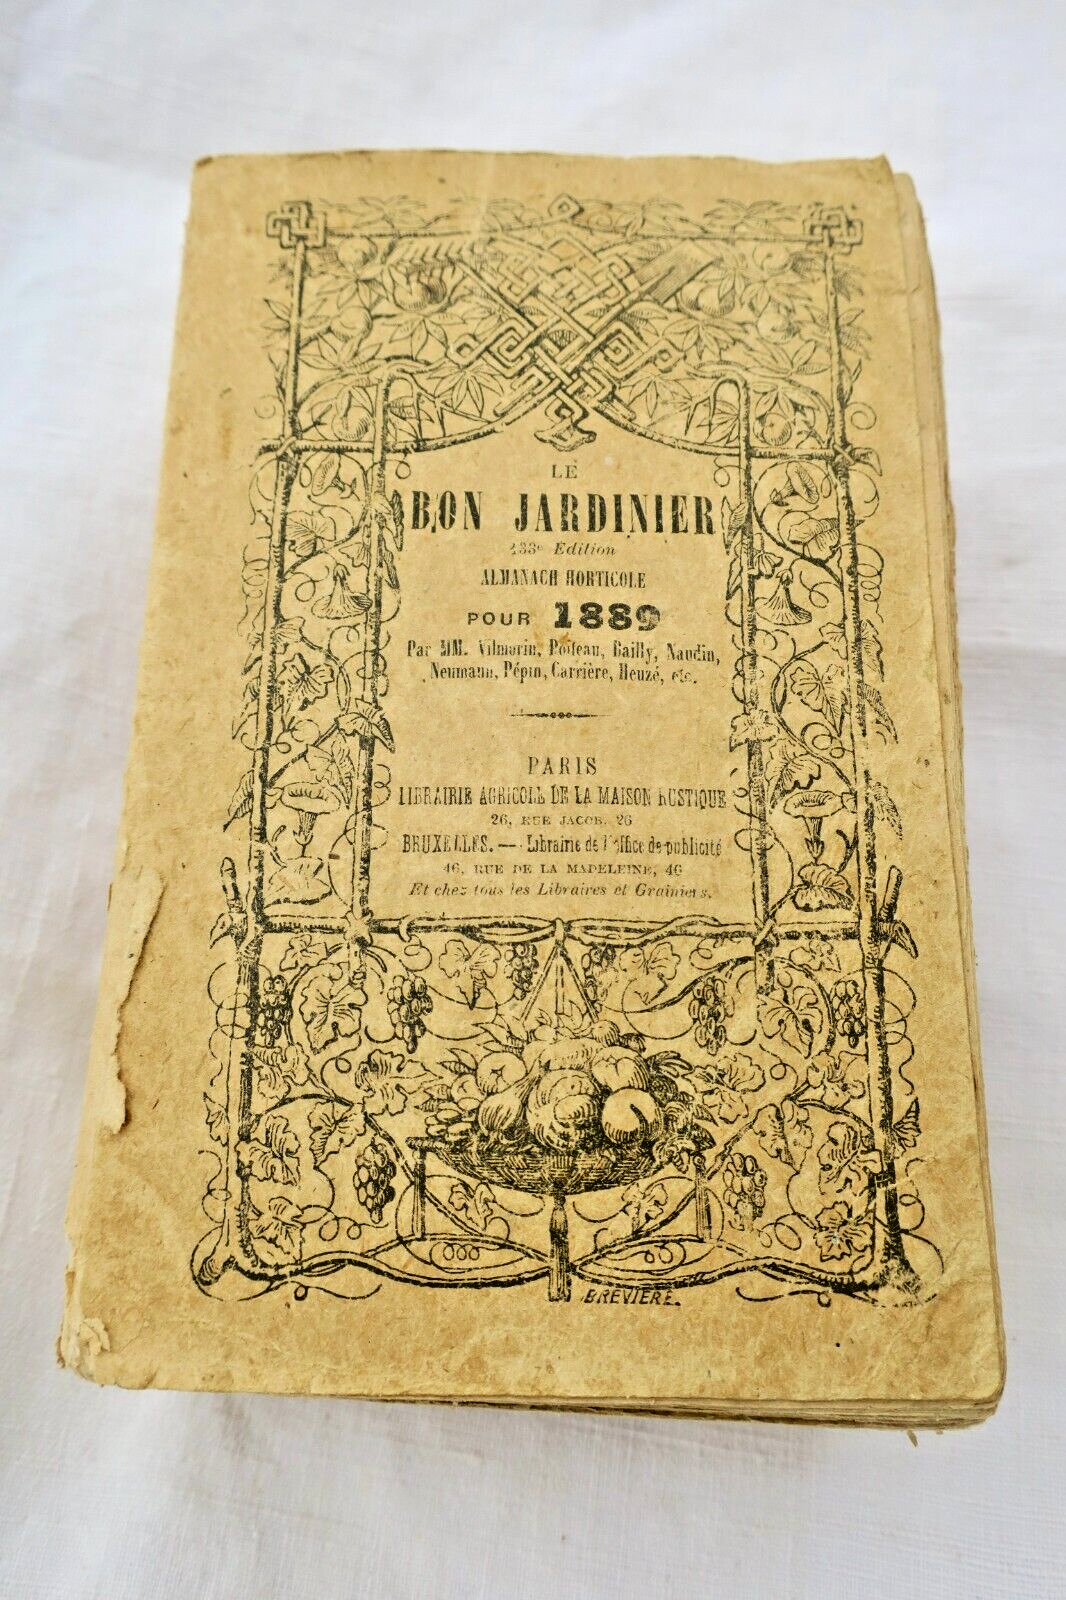 LE
BON JARDINIER
133e Edition
ALMANACH HORTICOLE
POUR 1889
Par MM. Vilmorin, Poiteau, Bailly, Naudin,
Neumann, Pépin, Carrière, Heuzé, etc.
PARIS
LIBRAIRIE AGRICOLE DE LA MAISON RUSTIQUE
26, RUE JACOB, 26
BRUXELLES. — Librairie de l'office de publicité
46, RUE DE LA MADELEINE, 46
Et chez tous les Libraires et Grainiers.
BREVIERE.